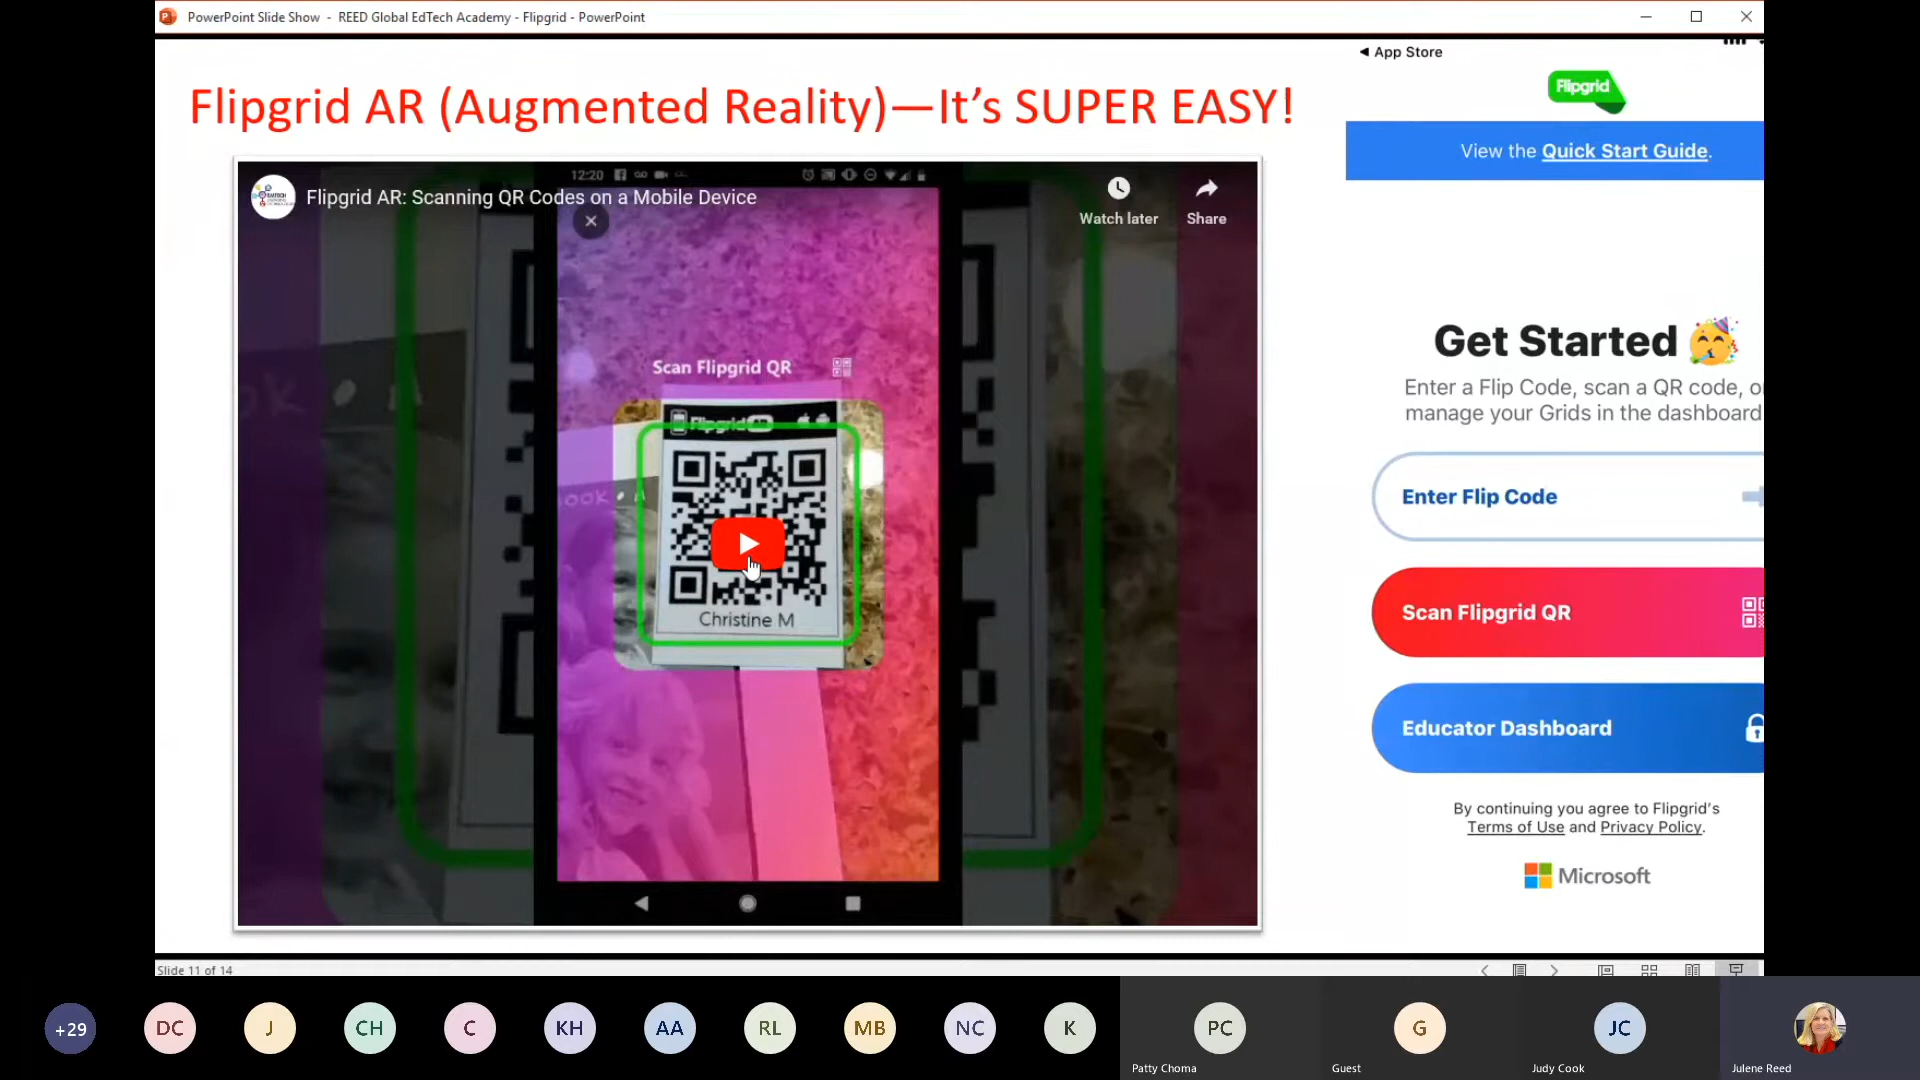 PowerPoint Slide Show - REED Global EdTech Academy - Flipgrid - PowerPoint
App Store
Flipgrid
Flipgrid AR (Augmented Reality)—It’s SUPER EASY!
View the Quick Start Guide.
12:20
Flipgrid AR: Scanning QR Codes on a Mobile Device
Watch later
Share
Scan Flipgrid QR
Flipgrid AR
Christine M
Get Started
Enter a Flip Code, scan a QR code, o
manage your Grids in the dashboard
Enter Flip Code
Scan Flipgrid QR
Educator Dashboard
By continuing you agree to Flipgrid's
Terms of Use and Privacy Policy.
Microsoft
Slide 11 of 14
+29
DC
J
CH
C
KH
AA
RL
MB
NC
K
PC
G
JC
Patty Choma
Guest
Judy Cook
Julene Reed